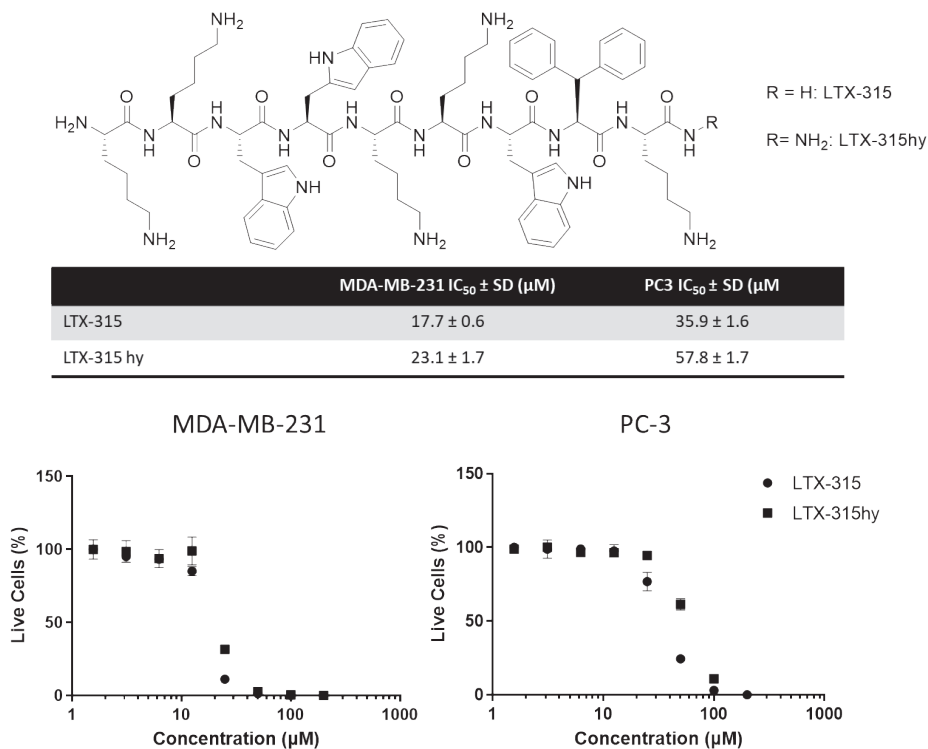 NH₂
NH₂
HN
O
O
O
O
R = H: LTX-315
H₂N
N
H
H
N
N
H
H
N
N
H
H
N
N
H
H
N
N
H
R
R= NH₂: LTX-315hy
O
O
O
O
O
NH
NH
NH₂
NH₂
NH₂
MDA-MB-231 IC₅₀ ± SD (µM)
PC3 IC₅₀ ± SD (µM
LTX-315
17.7 ± 0.6
35.9 ± 1.6
LTX-315 hy
23.1 ± 1.7
57.8 ± 1.7
MDA-MB-231
PC-3
Live Cells (%)
150
100
50
0
1
10
100
1000
Concentration (µM)
Live Cells (%)
150
100
50
0
1
10
100
1000
Concentration (µM)
LTX-315
LTX-315hy